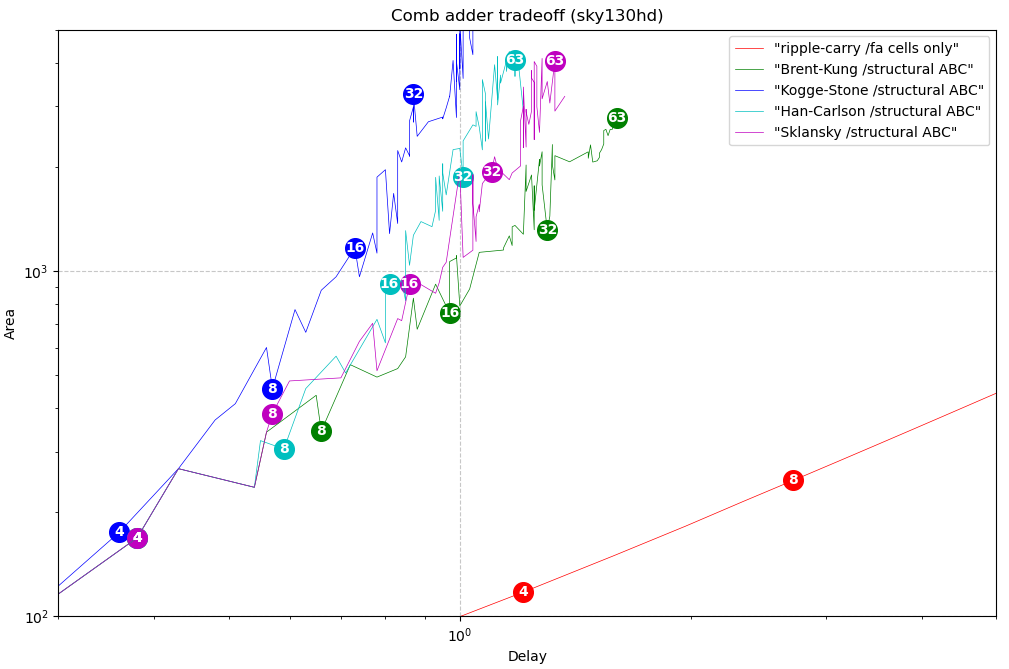 Comb adder tradeoff (sky130hd)
"ripple-carry /fa cells only"
"Brent-Kung /structural ABC"
"Kogge-Stone /structural ABC"
"Han-Carlson /structural ABC"
"Sklansky /structural ABC"
63
63
63
32
32
32
32
16
16
16
16
8
8
8
8
8
4
4
4
10³
10²
10⁰
Area
Delay